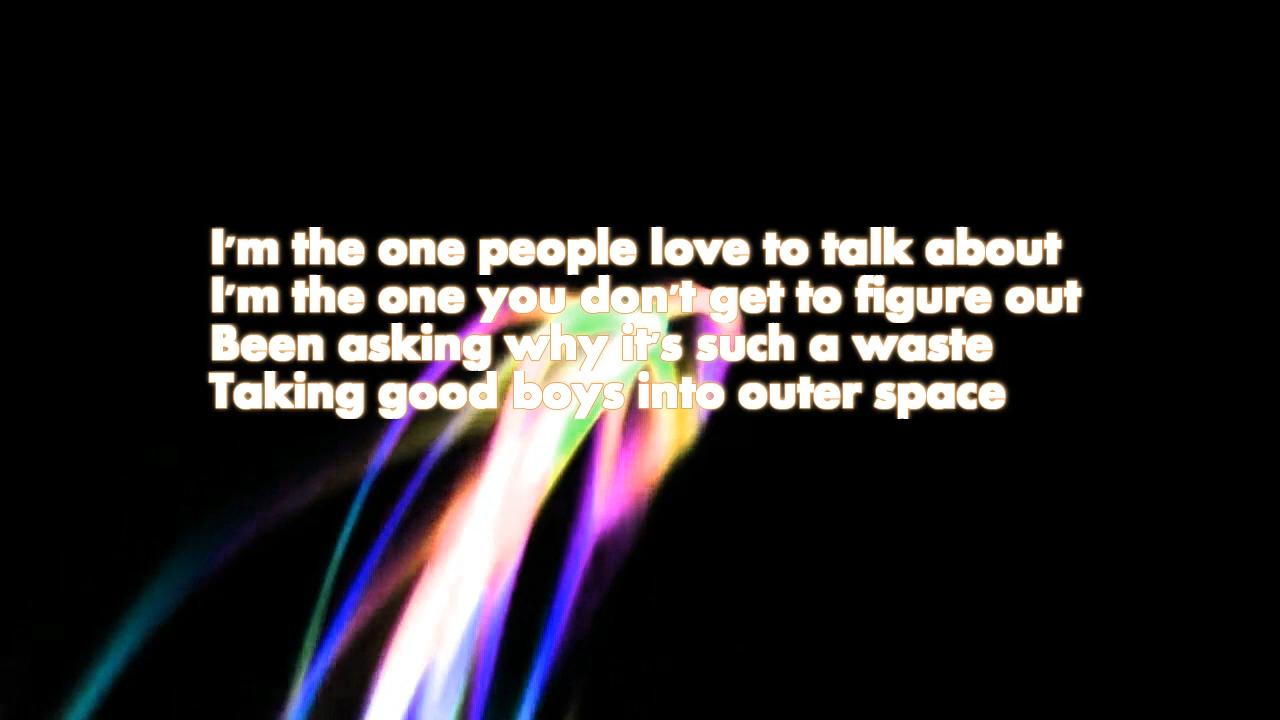 I'm the one people love to talk about
I'm the one you don't get to figure out
Been asking why it's such a waste
Taking good boys into outer space